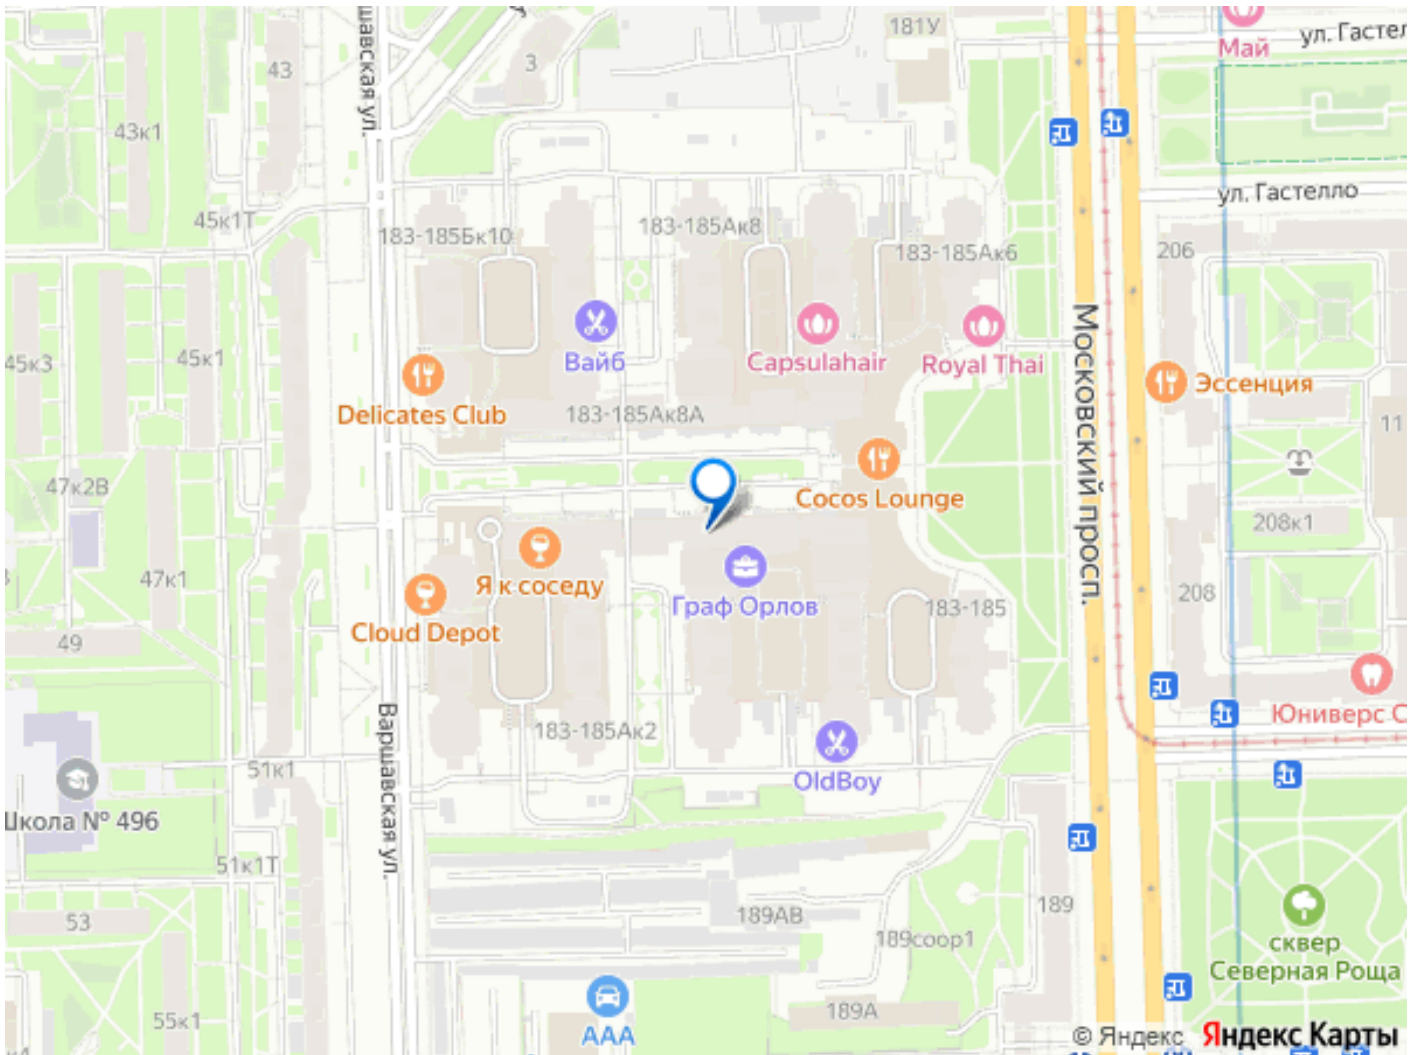 181У
ул. Гастел
Май
3
43
43к1
Варшавская ул.
ул. Гастелло
45к1Т
183-185Бк10
183-185Ак8
183-185Ак6
206
45к3
45к1
Вайб
Capsulahair
Royal Thai
Эссенция
Delicates Club
183-185Ак8А
11
Московский просп.
47к2В
Cocos Lounge
208к1
47к1
Я к соседу
Граф Орлов
183-185
208
Cloud Depot
49
Юниверс С
183-185Ак2
Варшавская ул.
51к1
OldBoy
Школа № 496
51к1Т
53
189АВ
189
189соор1
сквер
Северная Роща
55к1
189А
ААА
© Яндекс Яндекс Карты